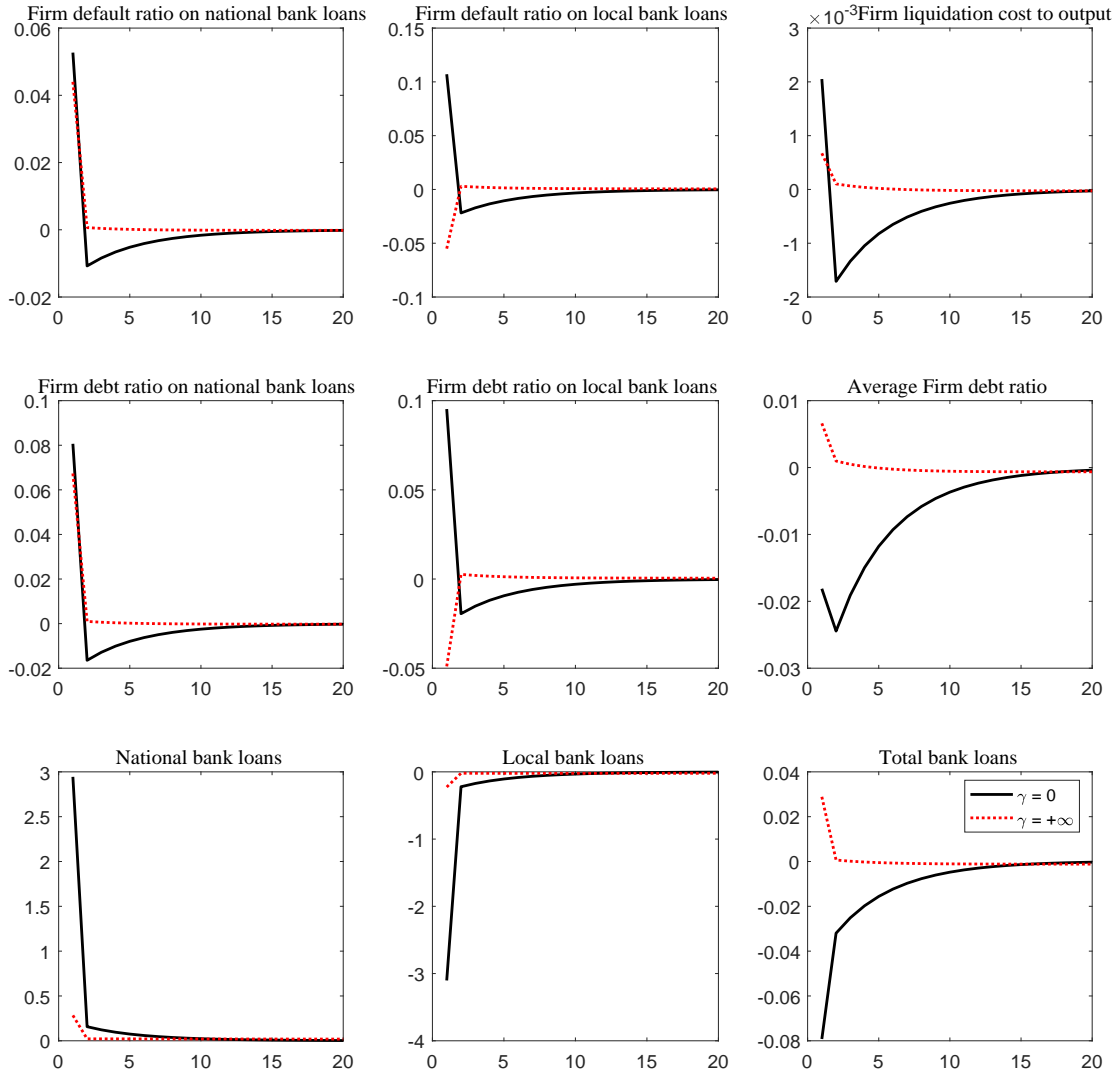 Firm default ratio on national bank loans
0.06
0.04
0.02
0
-0.02
0 5 10 15 20
Firm default ratio on local bank loans
0.15
0.1
0.05
0
-0.05
-0.1
0 5 10 15 20
×10⁻³ Firm liquidation cost to output
3
2
1
0
-1
-2
0 5 10 15 20
Firm debt ratio on national bank loans
0.1
0.08
0.06
0.04
0.02
0
-0.02
0 5 10 15 20
Firm debt ratio on local bank loans
0.1
0.05
0
-0.05
0 5 10 15 20
Average Firm debt ratio
0.01
0
-0.01
-0.02
-0.03
0 5 10 15 20
National bank loans
3
2.5
2
1.5
1
0.5
0
0 5 10 15 20
Local bank loans
0
-1
-2
-3
-4
0 5 10 15 20
Total bank loans
0.04
0.02
0
-0.02
-0.04
-0.06
-0.08
0 5 10 15 20
γ = 0
γ = +∞